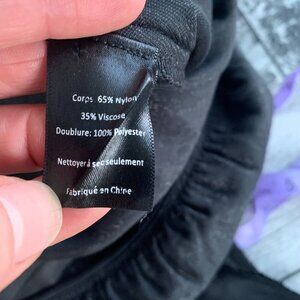 Corps 65% Nylon
35% Viscose
Doublure: 100% Polyester
Nettoyer à sec seulement
Fabriqué en Chine